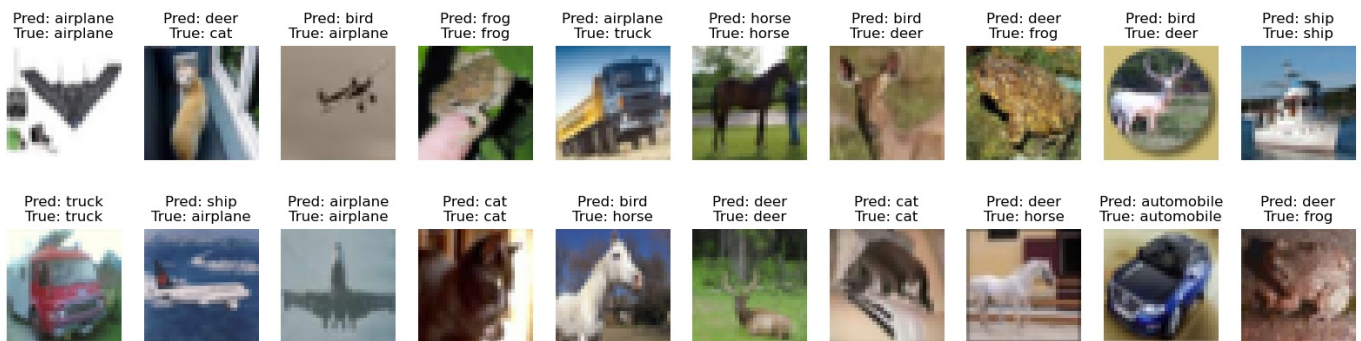 Pred: airplane
True: airplane
Pred: deer
True: cat
Pred: bird
True: airplane
Pred: frog
True: frog
Pred: airplane
True: truck
Pred: horse
True: horse
Pred: bird
True: deer
Pred: deer
True: frog
Pred: bird
True: deer
Pred: ship
True: ship
Pred: truck
True: truck
Pred: ship
True: airplane
Pred: airplane
True: airplane
Pred: cat
True: cat
Pred: bird
True: horse
Pred: deer
True: deer
Pred: cat
True: cat
Pred: deer
True: horse
Pred: automobile
True: automobile
Pred: deer
True: frog